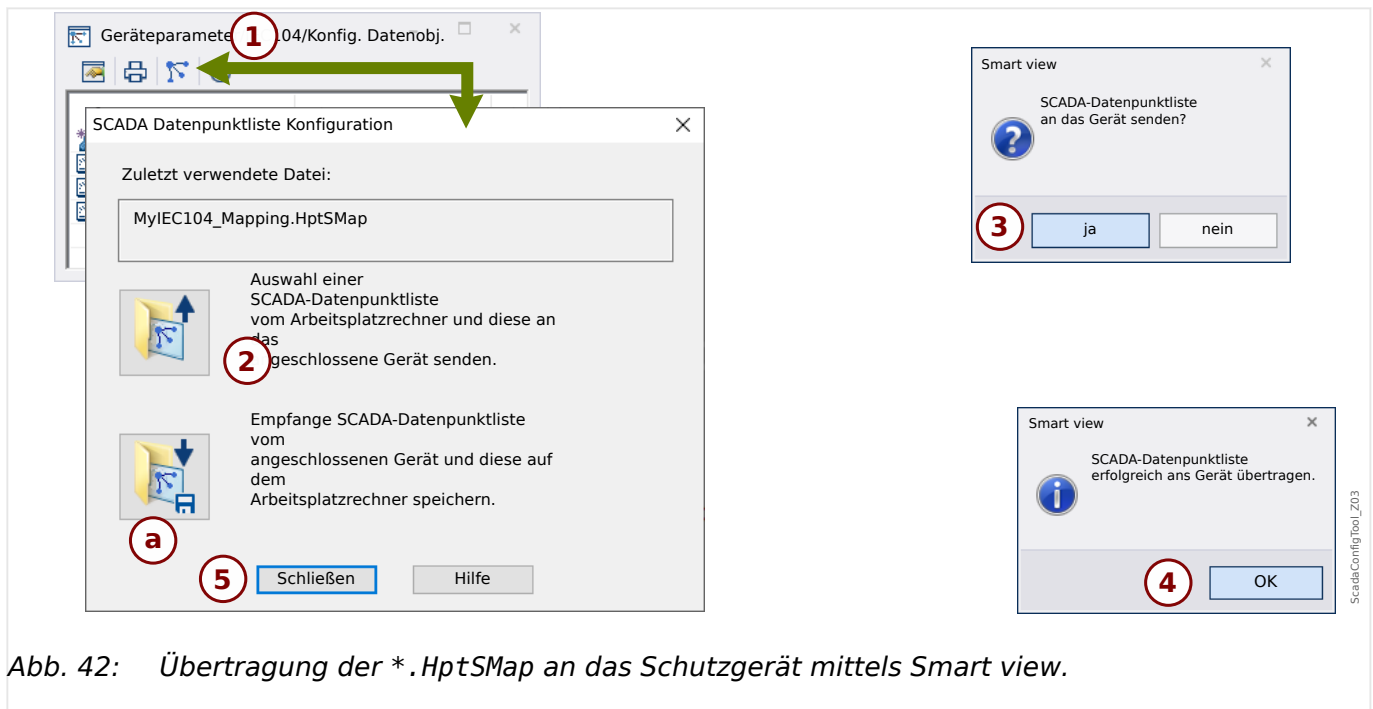 Geräteparamete 104/Konfig. Datenobj.
1
SCADA Datenpunktliste Konfiguration
Zuletzt verwendete Datei:
MyIEC104_Mapping.HptSMap
Auswahl einer
SCADA-Datenpunktliste
vom Arbeitsplatzrechner und diese an
das
geschlossene Gerät senden.
2
Empfange SCADA-Datenpunktliste
vom
angeschlossenen Gerät und diese auf
dem
Arbeitsplatzrechner speichern.
a
5
Schließen
Hilfe
Smart view
SCADA-Datenpunktliste
an das Gerät senden?
3
ja
nein
Smart view
SCADA-Datenpunktliste
erfolgreich ans Gerät übertragen.
4
OK
ScadaConfigTool_Z03
Abb. 42: Übertragung der *.HptSMap an das Schutzgerät mittels Smart view.